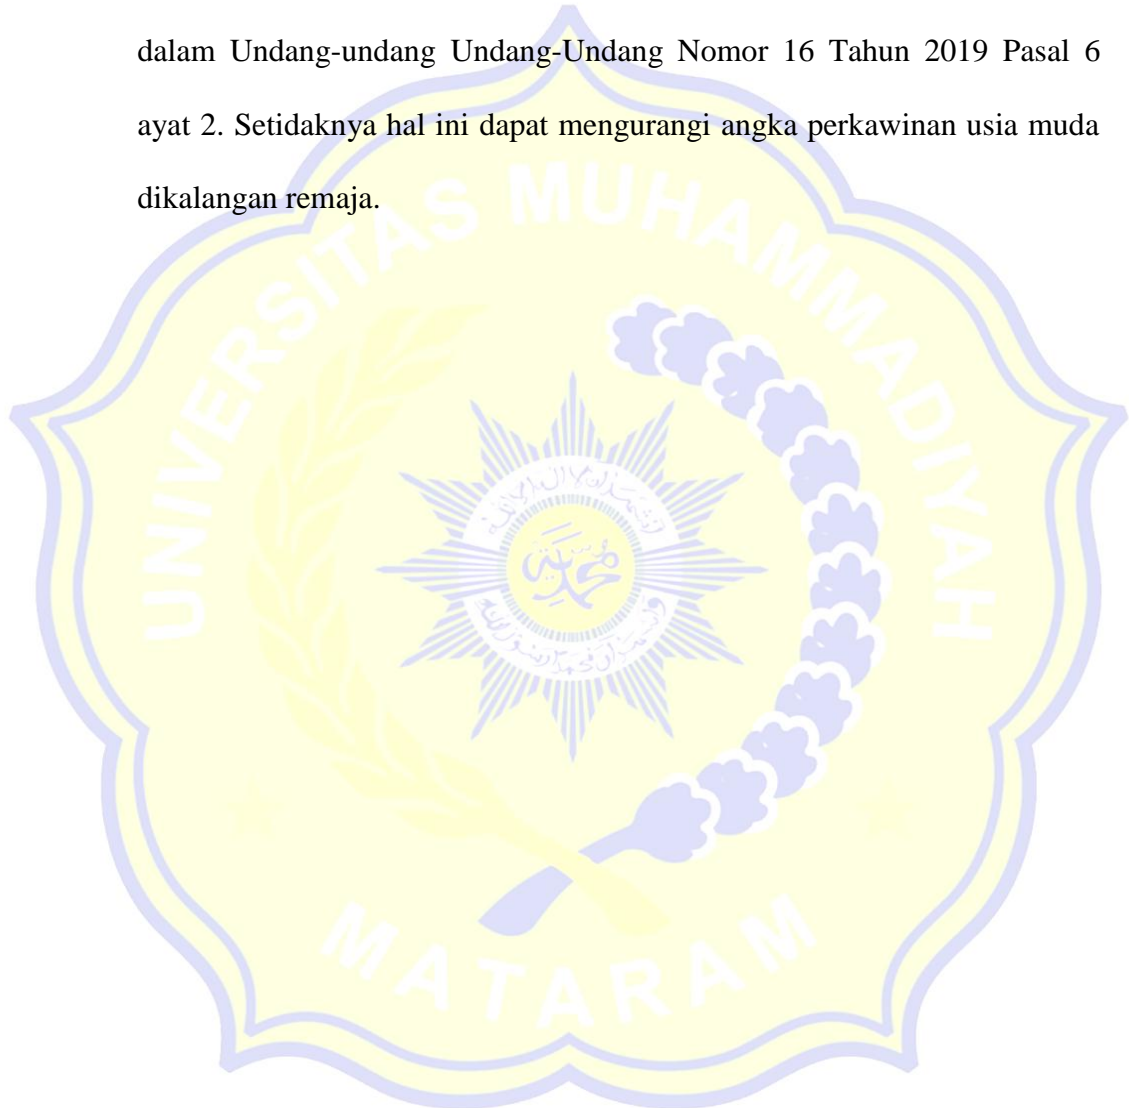 dalam Undang-undang Undang-Undang Nomor 16 Tahun 2019 Pasal 6
ayat 2. Setidaknya hal ini dapat mengurangi angka perkawinan usia muda
dikalangan remaja.
UNIVERSITAS MUHAMMADIYAH
MATARAM